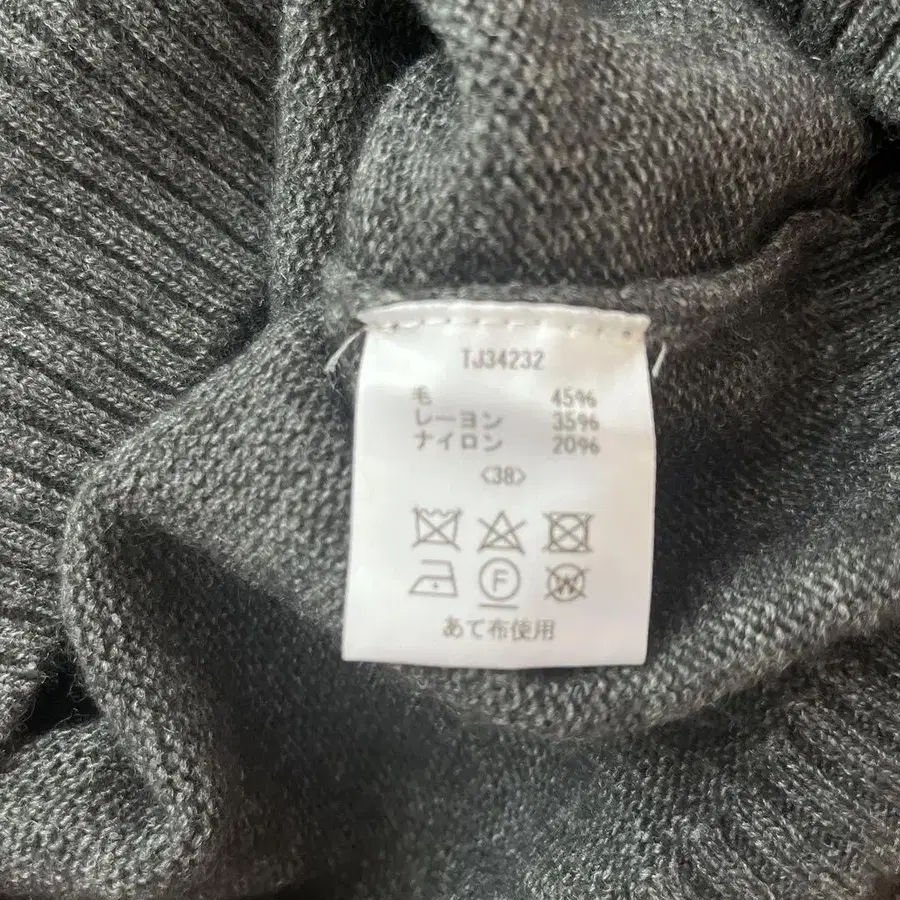 TJ34232
毛 45%
レーヨン 35%
ナイロン 20%
<38>
F W
あて布使用